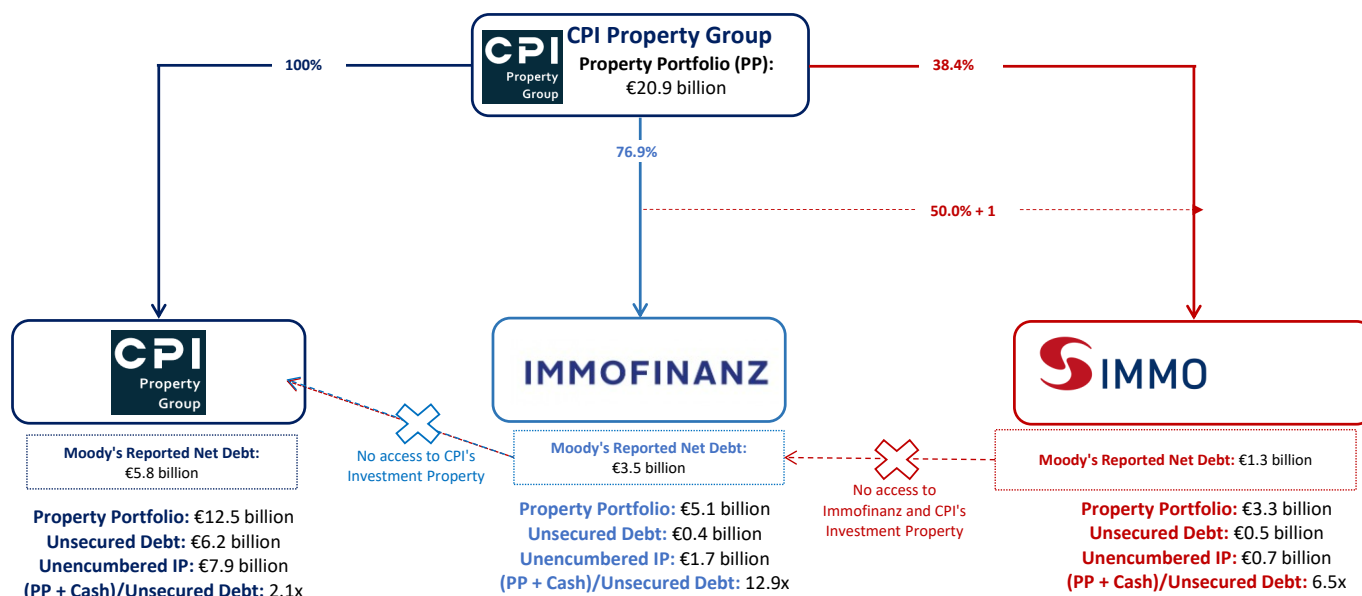 CPI Property Group
CPI
Property
Group
Property Portfolio (PP):
€20.9 billion
100%
38.4%
76.9%
50.0% + 1
CPI
Property
Group
IMMOFINANZ
S IMMO
Moody's Reported Net Debt:
€5.8 billion
No access to CPI's
Investment Property
Moody's Reported Net Debt:
€3.5 billion
No access to
Immofinanz and CPI's
Investment Property
Moody's Reported Net Debt: €1.3 billion
Property Portfolio: €12.5 billion
Unsecured Debt: €6.2 billion
Unencumbered IP: €7.9 billion
(PP + Cash)/Unsecured Debt: 2.1x
Property Portfolio: €5.1 billion
Unsecured Debt: €0.4 billion
Unencumbered IP: €1.7 billion
(PP + Cash)/Unsecured Debt: 12.9x
Property Portfolio: €3.3 billion
Unsecured Debt: €0.5 billion
Unencumbered IP: €0.7 billion
(PP + Cash)/Unsecured Debt: 6.5x